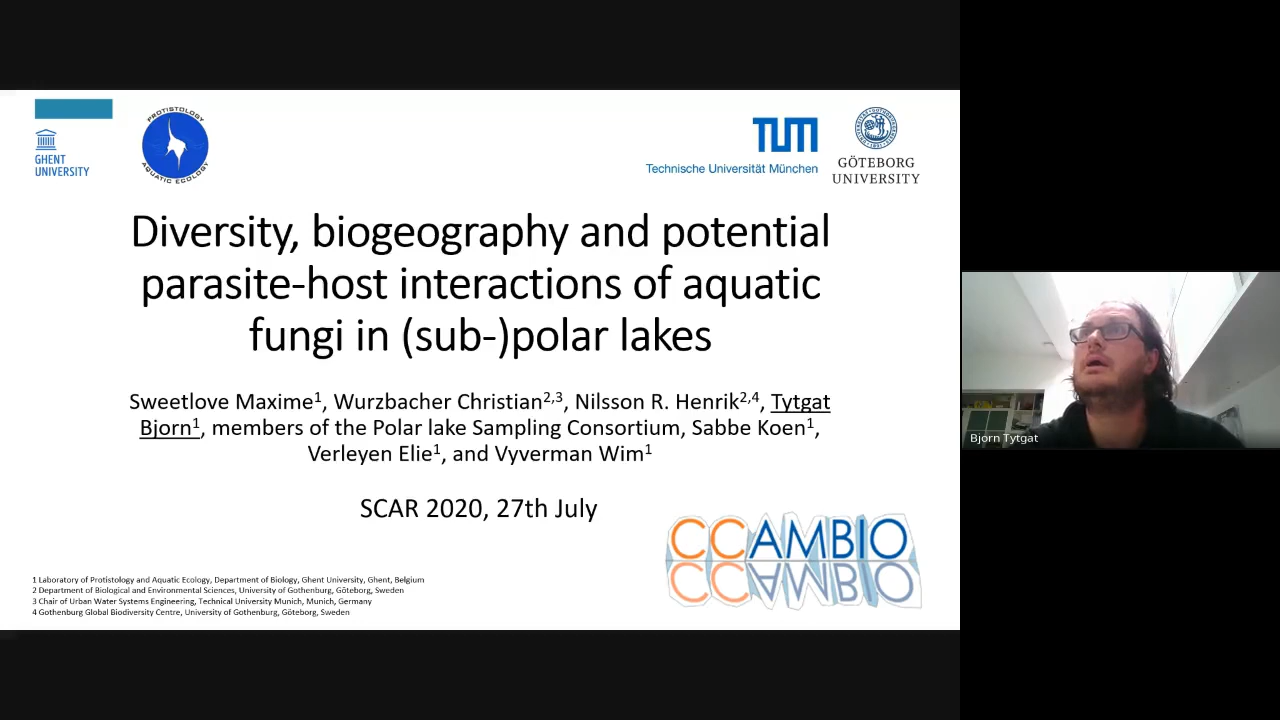 GHENT
UNIVERSITY
PROTISTOLOGY
AQUATIC ECOLOGY
TUM
Technische Universität München
GÖTEBORG
UNIVERSITY
Diversity, biogeography and potential
parasite-host interactions of aquatic
fungi in (sub-)polar lakes
Sweetlove Maxime1, Wurzbacher Christian2,3, Nilsson R. Henrik2,4, Tytgat
Bjorn1, members of the Polar lake Sampling Consortium, Sabbe Koen1,
Verleyen Elie1, and Vyverman Wim1
SCAR 2020, 27th July
CCAMBIO
CCAMBIO
1 Laboratory of Protistology and Aquatic Ecology, Department of Biology, Ghent University, Ghent, Belgium
2 Department of Biological and Environmental Sciences, University of Gothenburg, Göteborg, Sweden
3 Chair of Urban Water Systems Engineering, Technical University Munich, Munich, Germany
4 Gothenburg Global Biodiversity Centre, University of Gothenburg, Göteborg, Sweden
Bjorn Tytgat